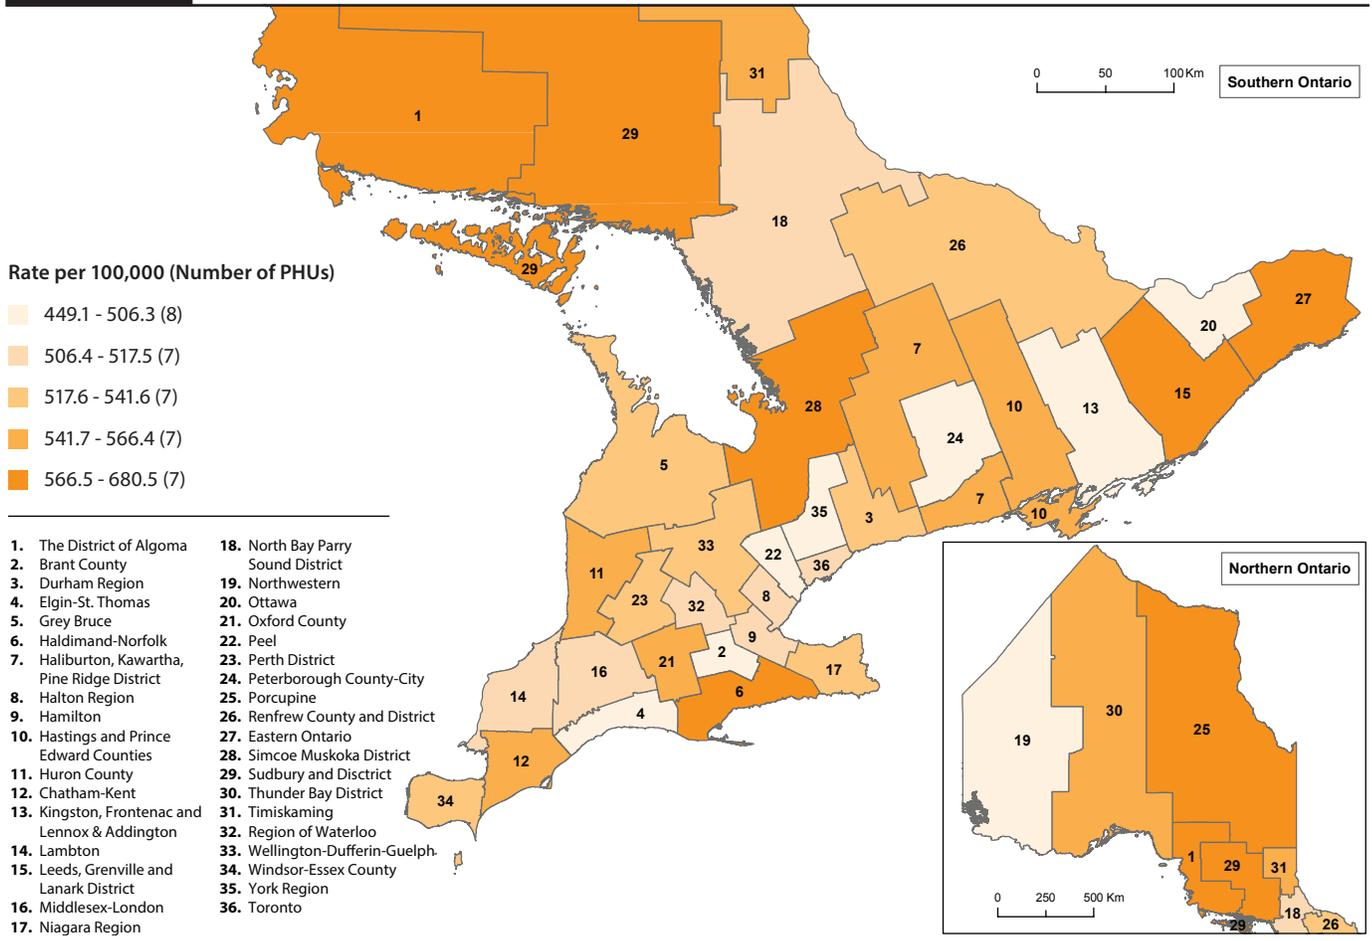 31
0 50 100 Km
Southern Ontario
1
29
18
26
29
27
20
Rate per 100,000 (Number of PHUs)
449.1 - 506.3 (8)
506.4 - 517.5 (7)
517.6 - 541.6 (7)
541.7 - 566.4 (7)
566.5 - 680.5 (7)
7
28
10
13
15
24
5
7
10
35
3
33
22
36
11
23
32
8
9
2
21
16
17
6
14
4
12
34
1. The District of Algoma
2. Brant County
3. Durham Region
4. Elgin-St. Thomas
5. Grey Bruce
6. Haldimand-Norfolk
7. Haliburton, Kawartha,
Pine Ridge District
8. Halton Region
9. Hamilton
10. Hastings and Prince
Edward Counties
11. Huron County
12. Chatham-Kent
13. Kingston, Frontenac and
Lennox & Addington
14. Lambton
15. Leeds, Grenville and
Lanark District
16. Middlesex-London
17. Niagara Region
18. North Bay Parry
Sound District
19. Northwestern
20. Ottawa
21. Oxford County
22. Peel
23. Perth District
24. Peterborough County-City
25. Porcupine
26. Renfrew County and District
27. Eastern Ontario
28. Simcoe Muskoka District
29. Sudbury and Disctrict
30. Thunder Bay District
31. Timiskaming
32. Region of Waterloo
33. Wellington-Dufferin-Guelph
34. Windsor-Essex County
35. York Region
36. Toronto
Northern Ontario
19
30
25
1
29
31
0 250 500 Km
18
29
26